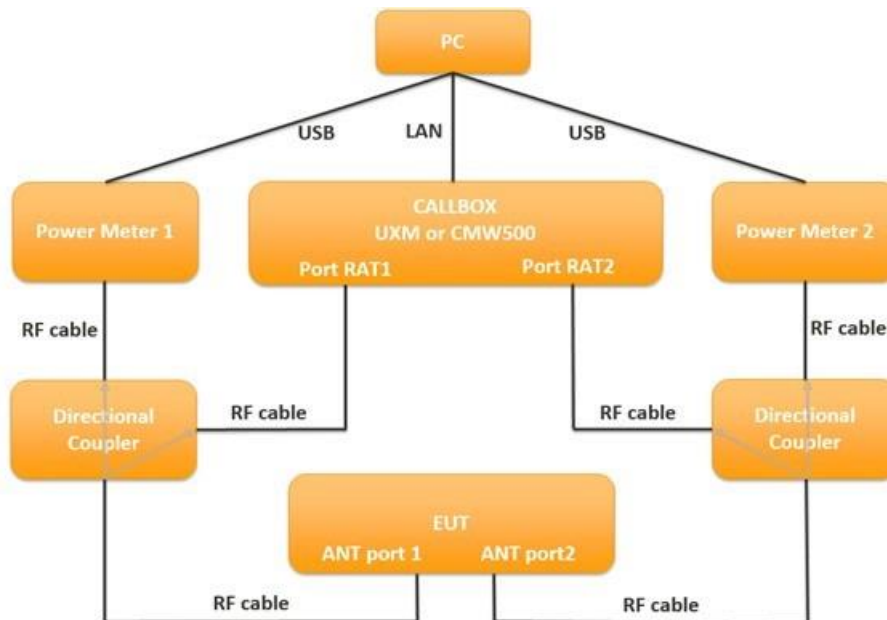 PC
USB
LAN
USB
Power Meter 1
CALLBOX
UXM or CMW500
Port RAT1
Port RAT2
Power Meter 2
RF cable
RF cable
Directional
Coupler
RF cable
RF cable
Directional
Coupler
EUT
ANT port 1
ANT port2
RF cable
RF cable